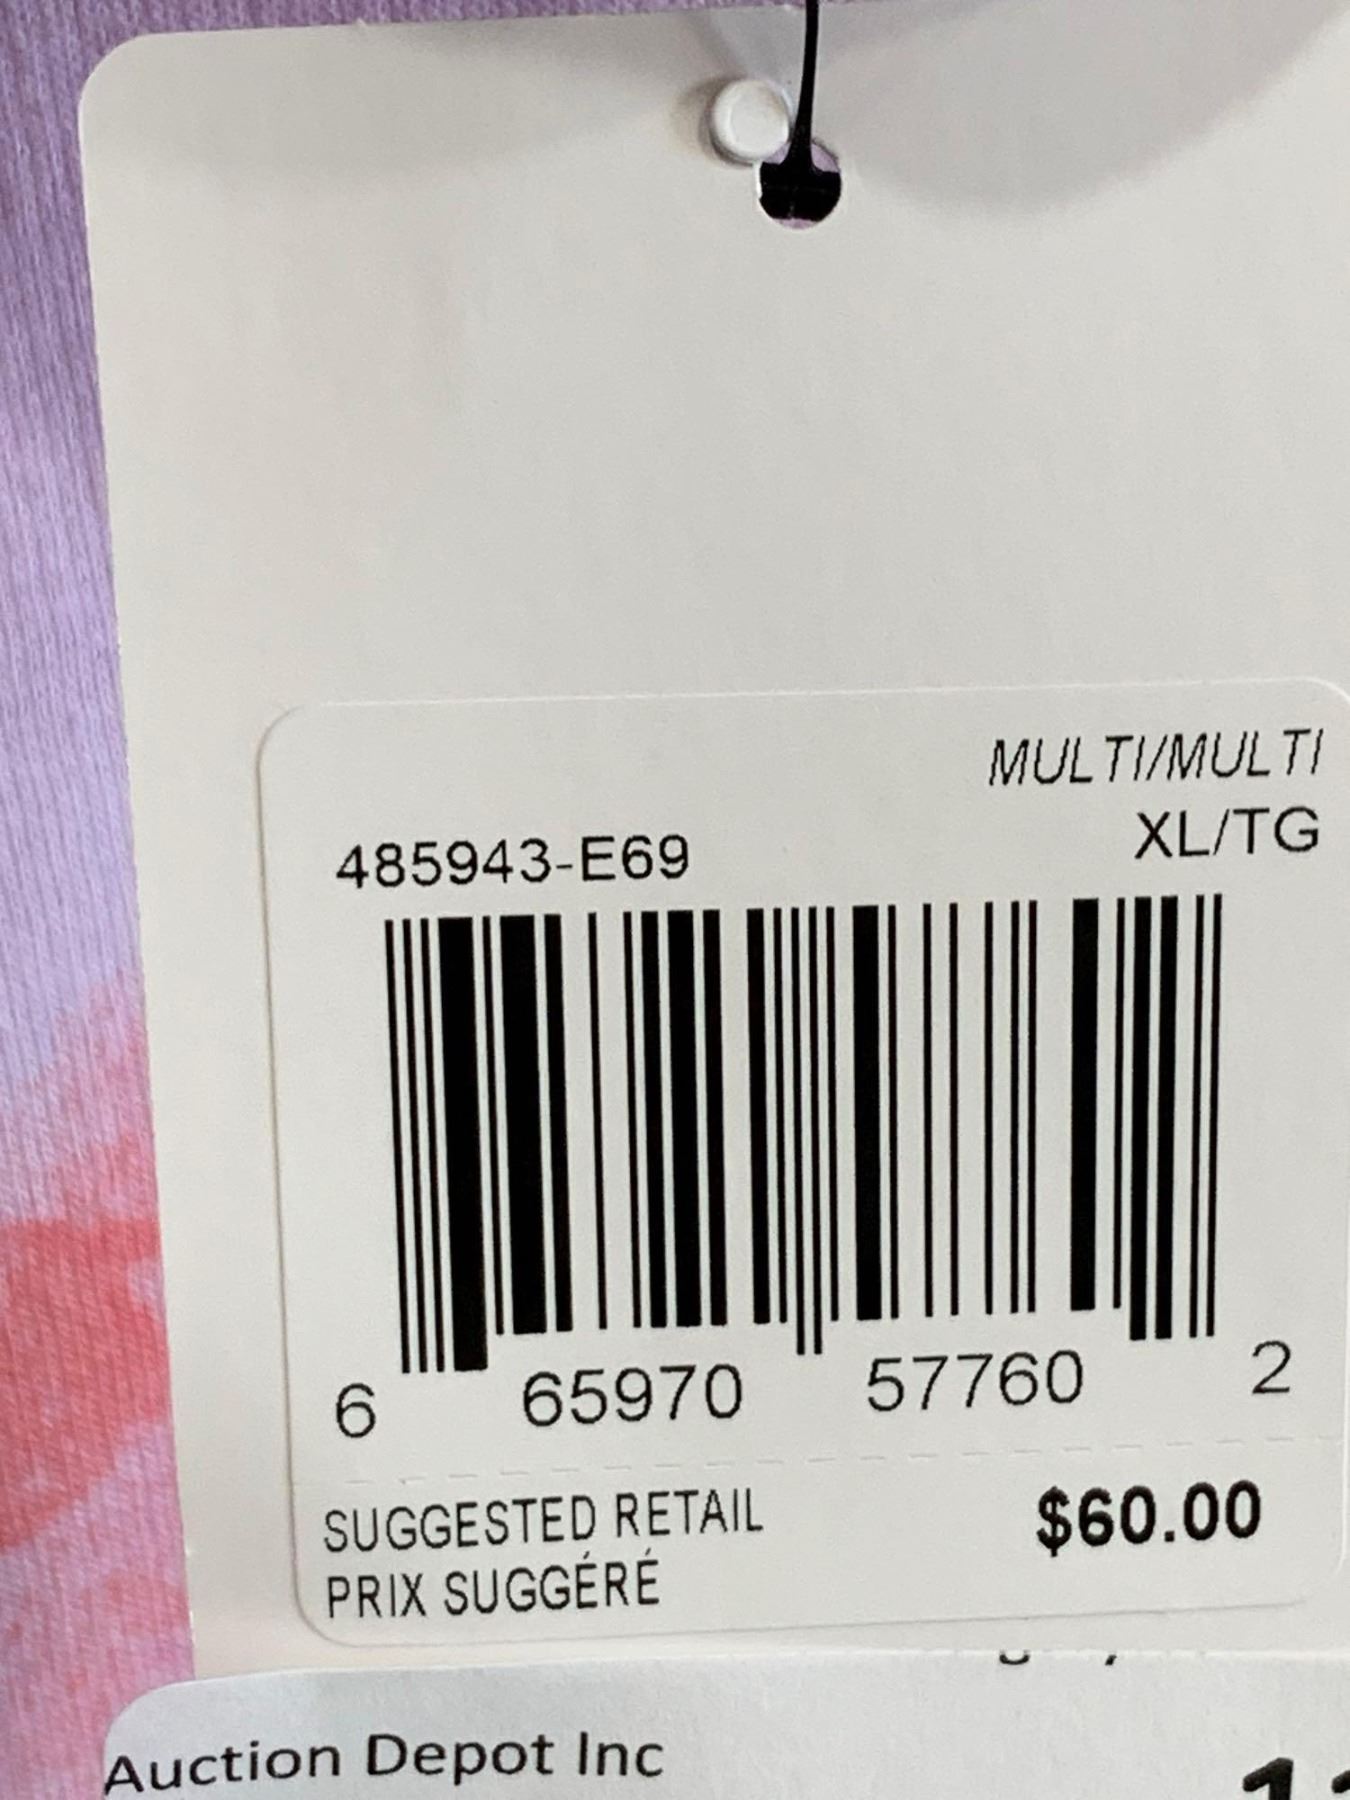 MULTI/MULTI
XL/TG
485943-E69
6 65970 57760 2
SUGGESTED RETAIL $60.00
PRIX SUGGÉRÉ
Auction Depot Inc